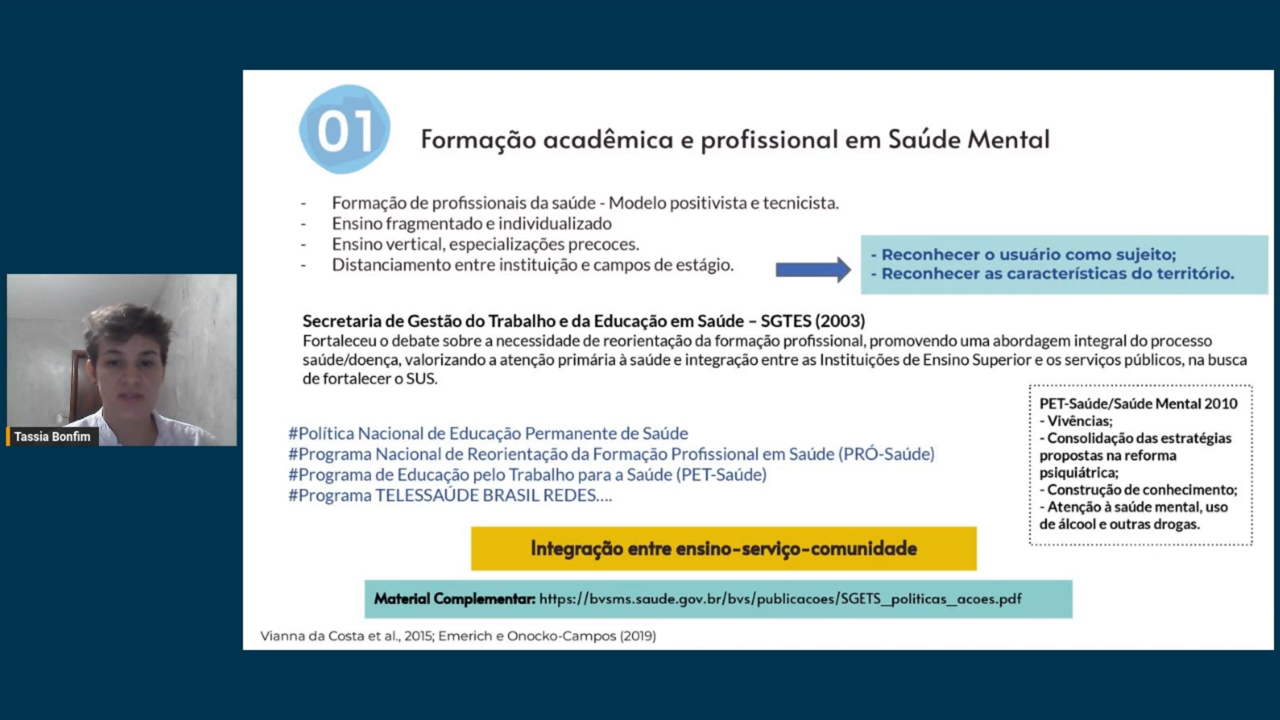 01
Formação acadêmica e profissional em Saúde Mental
- Formação de profissionais da saúde - Modelo positivista e tecnicista.
- Ensino fragmentado e individualizado
- Ensino vertical, especializações precoces.
- Distanciamento entre instituição e campos de estágio.
- Reconhecer o usuário como sujeito;
- Reconhecer as características do território.
Secretaria de Gestão do Trabalho e da Educação em Saúde – SGTES (2003)
Fortaleceu o debate sobre a necessidade de reorientação da formação profissional, promovendo uma abordagem integral do processo
saúde/doença, valorizando a atenção primária à saúde e integração entre as Instituições de Ensino Superior e os serviços públicos, na busca
de fortalecer o SUS.
PET-Saúde/Saúde Mental 2010
- Vivências;
- Consolidação das estratégias
propostas na reforma
psiquiátrica;
- Construção de conhecimento;
- Atenção à saúde mental, uso
de álcool e outras drogas.
#Política Nacional de Educação Permanente de Saúde
#Programa Nacional de Reorientação da Formação Profissional em Saúde (PRÓ-Saúde)
#Programa de Educação pelo Trabalho para a Saúde (PET-Saúde)
#Programa TELESSAÚDE BRASIL REDES....
Integração entre ensino-serviço-comunidade
Material Complementar: https://bvsms.saude.gov.br/bvs/publicacoes/SGETS_politicas_acoes.pdf
Vianna da Costa et al., 2015; Emerich e Onocko-Campos (2019)
Tassia Bonfim